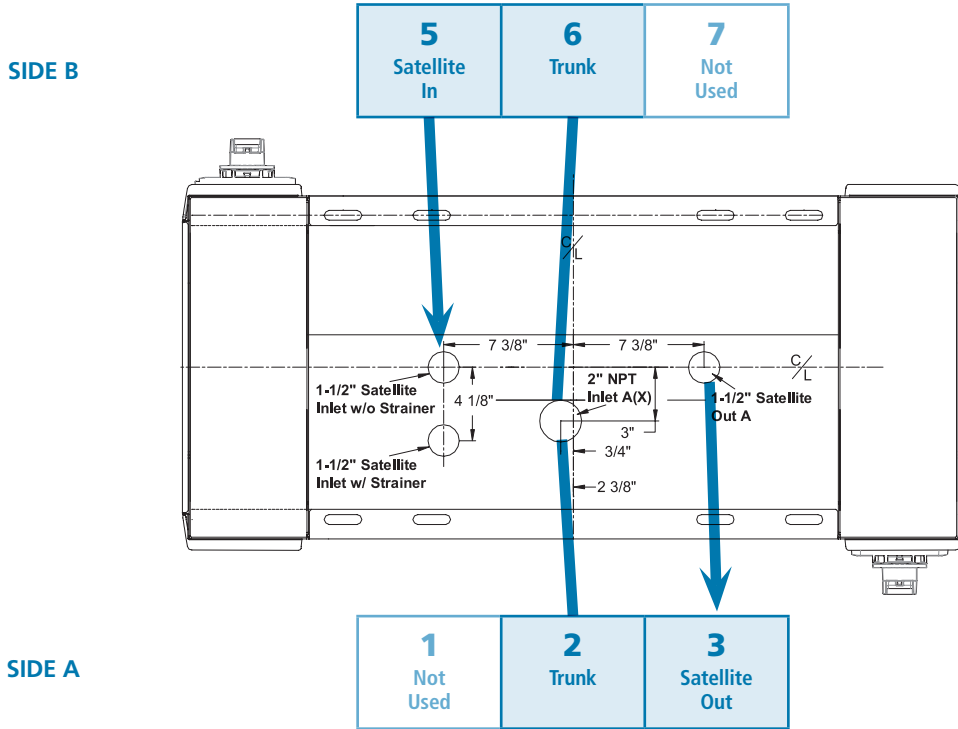 SIDE B
5
Satellite
In
6
Trunk
7
Not
Used
C/L
7 3/8"
7 3/8"
C/L
1-1/2" Satellite
Inlet w/o Strainer
4 1/8"
2" NPT
Inlet A(X)
1-1/2" Satellite
Out A
3"
3/4"
1-1/2" Satellite
Inlet w/ Strainer
2 3/8"
SIDE A
1
Not
Used
2
Trunk
3
Satellite
Out